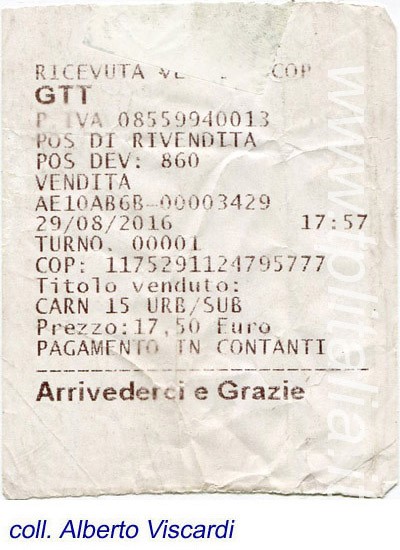 RICEVUTA COP
GTT
P. IVA 08559940013
POS DI RIVENDITA
POS DEV: 860
VENDITA
AE10AB6B-00003429
29/08/2016 17:57
TURNO. 00001
COP: 1175291124795777
Titolo venduto:
CARN 15 URB/SUB
Prezzo:17,50 Euro
PAGAMENTO IN CONTANTI
Arrivederci e Grazie
coll. Alberto Viscardi